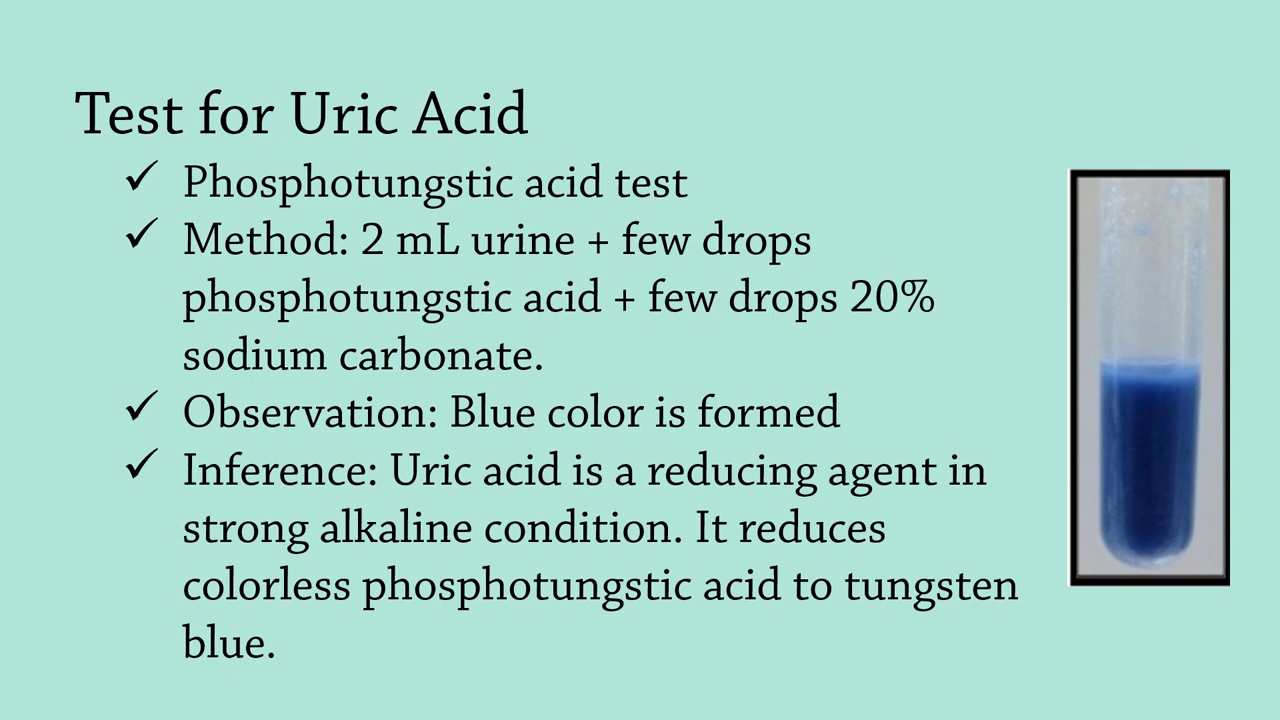 Test for Uric Acid
✓ Phosphotungstic acid test
✓ Method: 2 mL urine + few drops
phosphotungstic acid + few drops 20%
sodium carbonate.
✓ Observation: Blue color is formed
✓ Inference: Uric acid is a reducing agent in
strong alkaline condition. It reduces
colorless phosphotungstic acid to tungsten
blue.